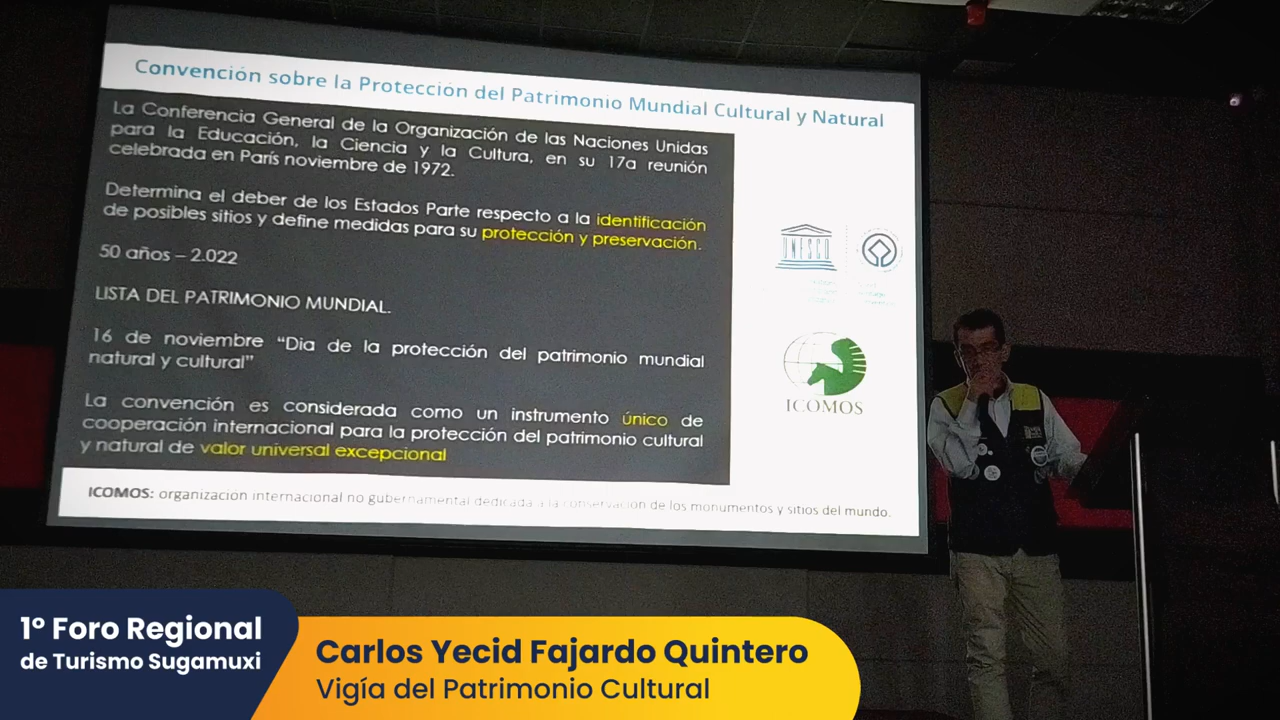 Convención sobre la Protección del Patrimonio Mundial Cultural y Natural
La Conferencia General de la Organización de las Naciones Unidas
para la Educación, la Ciencia y la Cultura, en su 17a reunión
celebrada en París noviembre de 1972.
Determina el deber de los Estados Parte respecto a la identificación
de posibles sitios y define medidas para su protección y preservación.
50 años – 2.022
LISTA DEL PATRIMONIO MUNDIAL.
16 de noviembre “Dia de la protección del patrimonio mundial
natural y cultural”
La convención es considerada como un instrumento único de
cooperación internacional para la protección del patrimonio cultural
y natural de valor universal excepcional
UNESCO
ICOMOS
ICOMOS: organización internacional no gubernamental dedicada a la conservación de los monumentos y sitios del mundo.
1º Foro Regional
de Turismo Sugamuxi
Carlos Yecid Fajardo Quintero
Vigía del Patrimonio Cultural